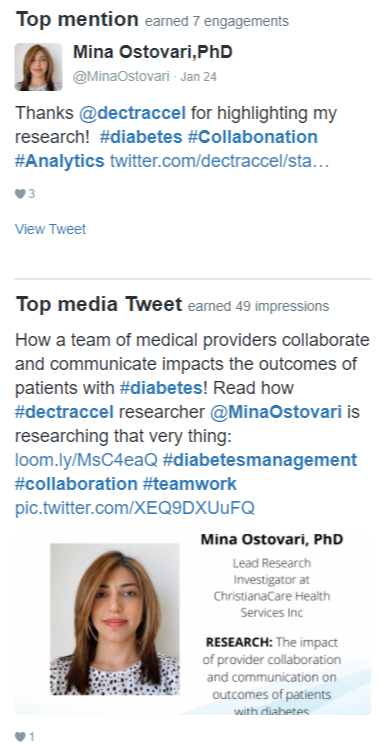 Top mention earned 7 engagements
Mina Ostovari,PhD
@MinaOstovari · Jan 24
Thanks @dectraccel for highlighting my
research! #diabetes #Collabonation
#Analytics twitter.com/dectraccel/sta…
3
View Tweet
Top media Tweet earned 49 impressions
How a team of medical providers collaborate
and communicate impacts the outcomes of
patients with #diabetes! Read how
#dectraccel researcher @MinaOstovari is
researching that very thing:
loom.ly/MsC4eaQ #diabetesmanagement
#collaboration #teamwork
pic.twitter.com/XEQ9DXUuFQ
Mina Ostovari, PhD
Lead Research
Investigator at
ChristianaCare Health
Services Inc
RESEARCH: The impact
of provider collaboration
and communication on
outcomes of patients
with diabetes
1